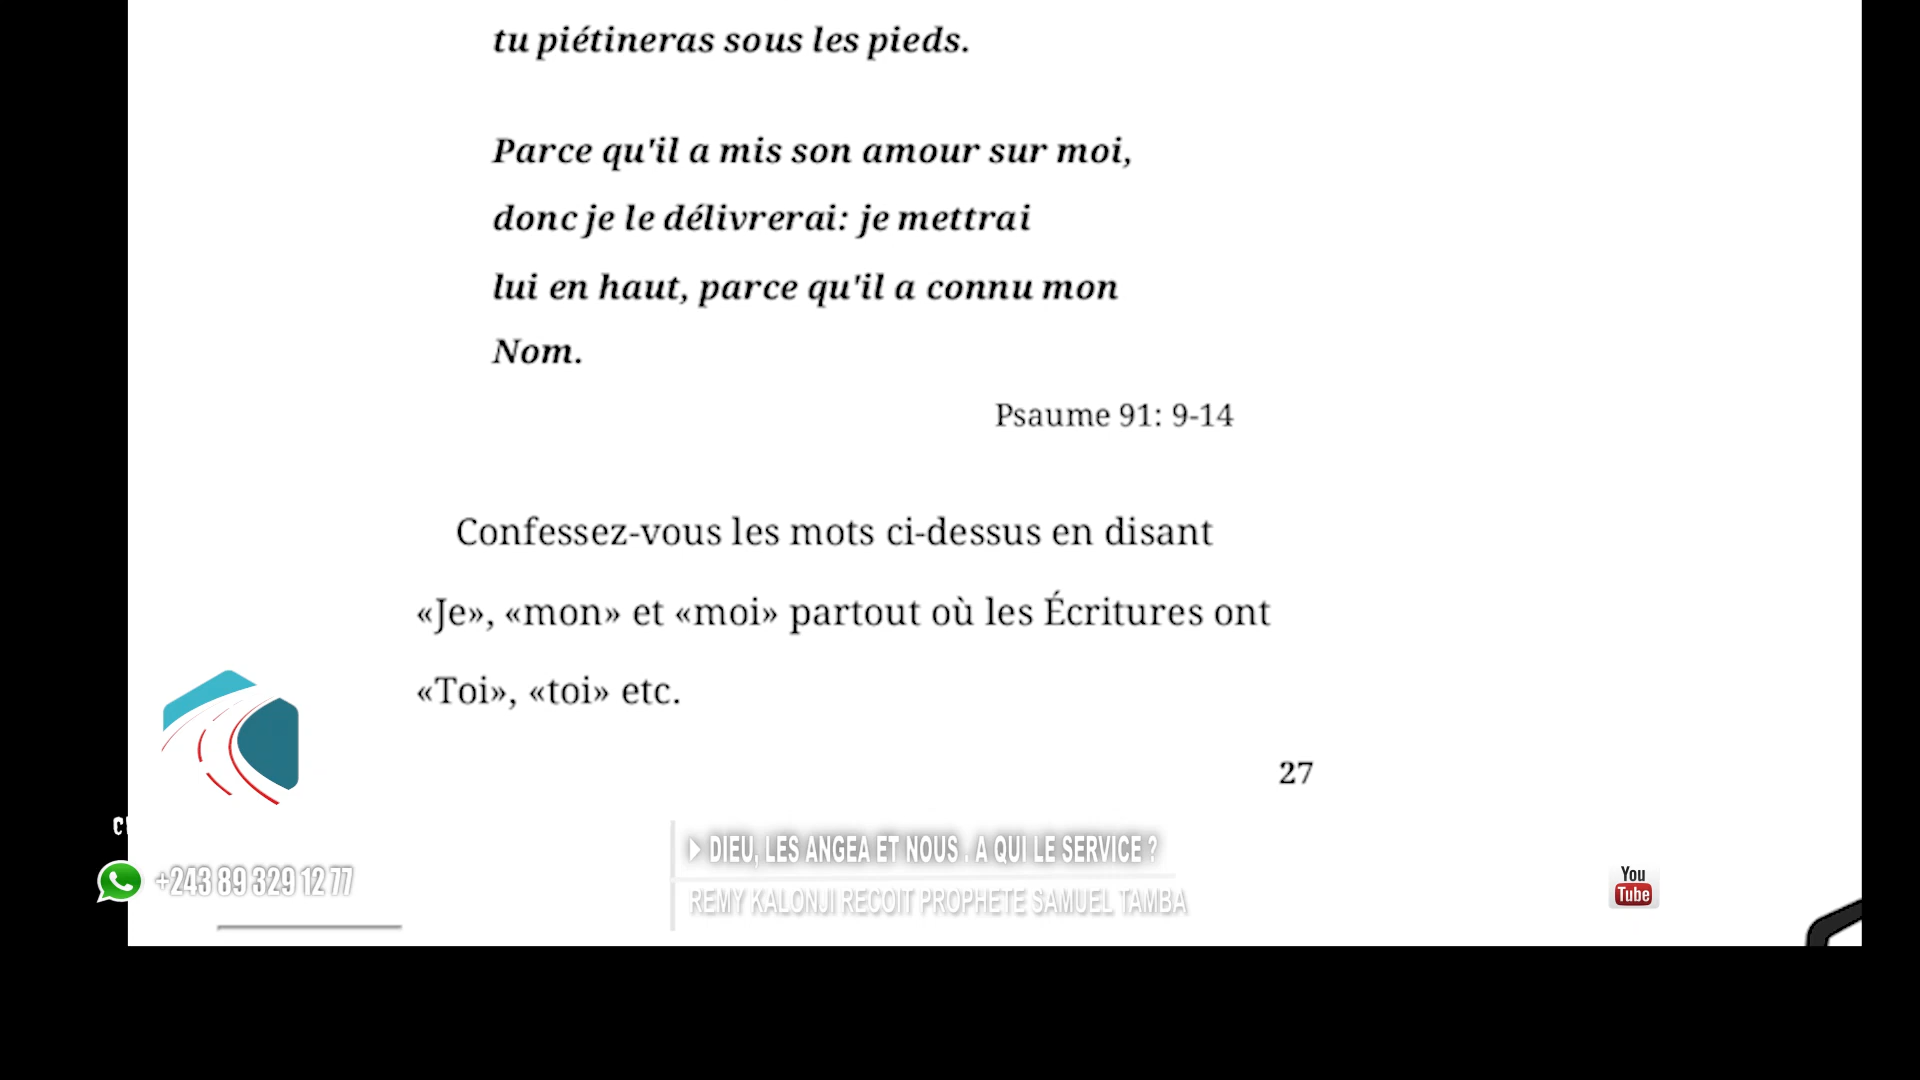 tu piétineras sous les pieds.
Parce qu'il a mis son amour sur moi,
donc je le délivrerai: je mettrai
lui en haut, parce qu'il a connu mon
Nom.
Psaume 91: 9-14
Confessez-vous les mots ci-dessus en disant
«Je», «mon» et «moi» partout où les Écritures ont
«Toi», «toi» etc.
27
DIEU, LES ANGEA ET NOUS . A QUI LE SERVICE ?
+243 89 329 12 77
REMY KALONJI RECOIT PROPHETE SAMUEL TAMBA
You
Tube